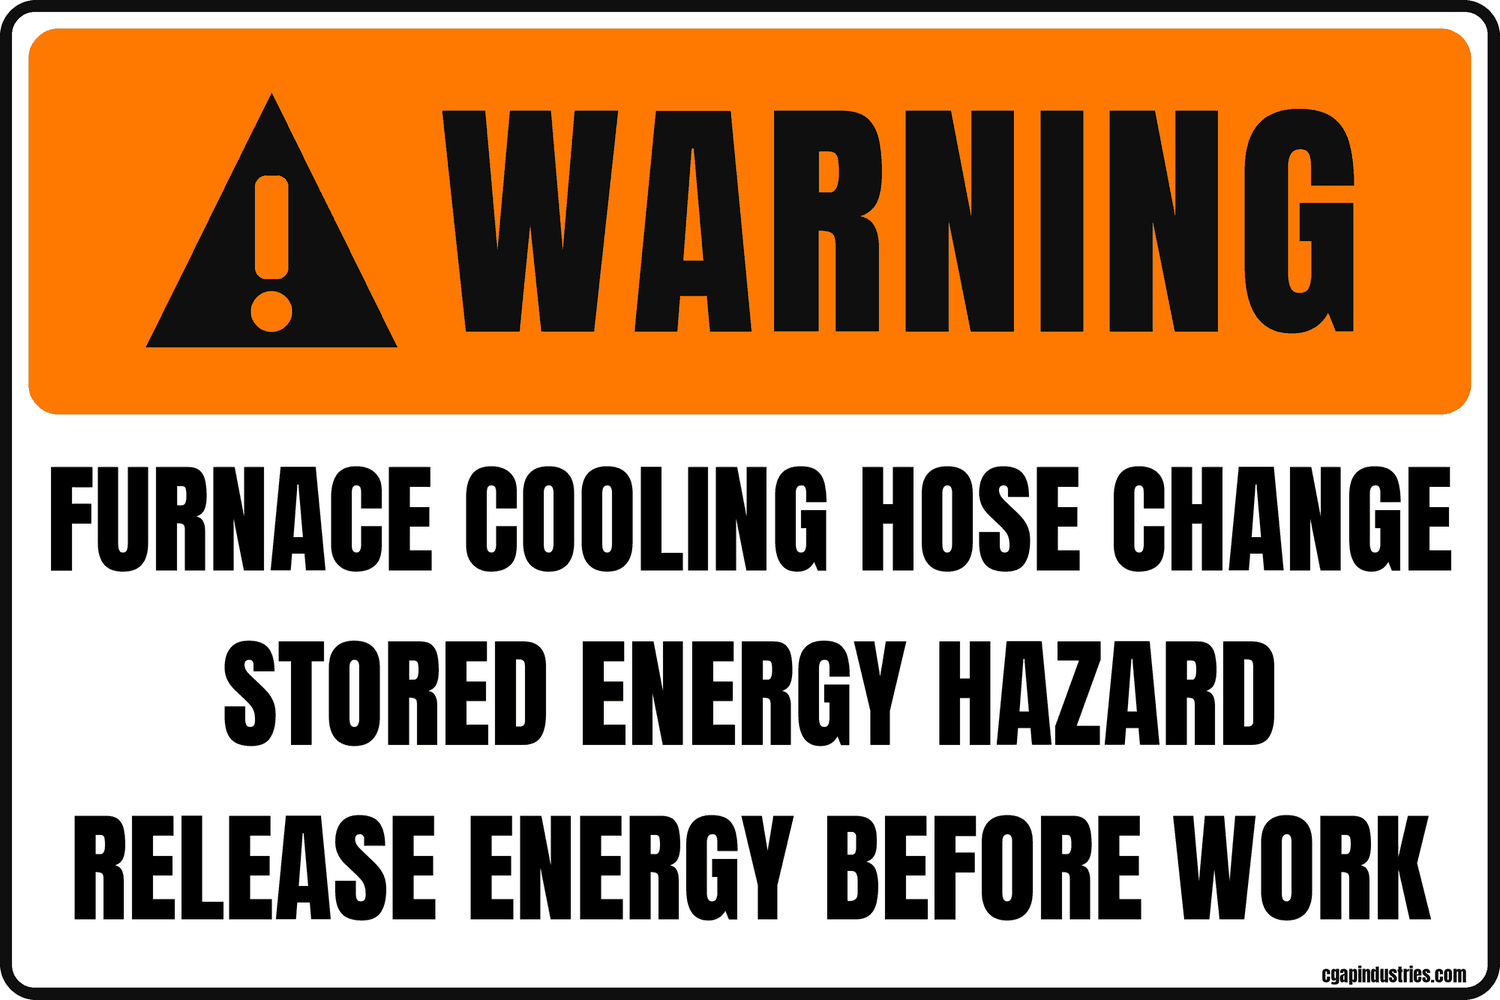 WARNING
FURNACE COOLING HOSE CHANGE
STORED ENERGY HAZARD
RELEASE ENERGY BEFORE WORK
cgapindustries.com